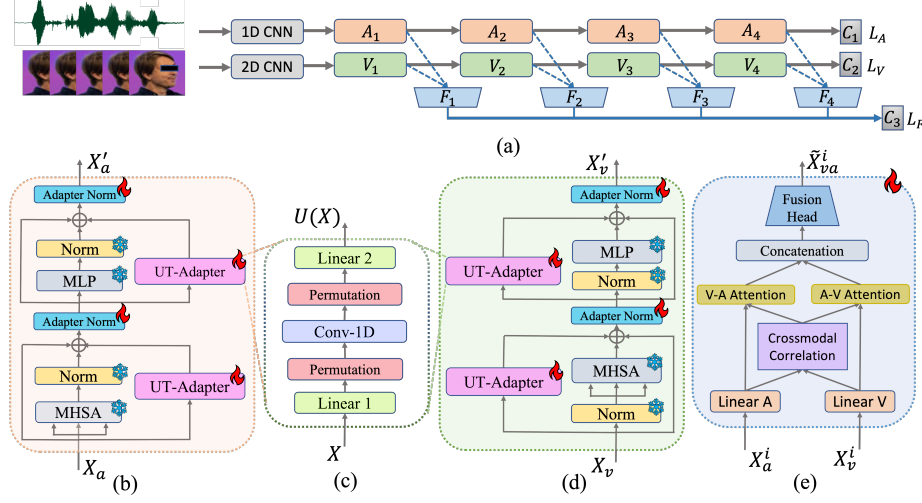 1D CNN A₁ A₂ A₃ A₄ C₁ L_A
2D CNN V₁ V₂ V₃ V₄ C₂ L_V
F₁ F₂ F₃ F₄
C₃
(a)
X′ₐ
Adapter Norm
Norm
MLP
UT-Adapter
Adapter Norm
Norm
MHSA
UT-Adapter
Xₐ
(b)
U(X)
Linear 2
Permutation
Conv-1D
Permutation
Linear 1
X
(c)
X′ᵥ
Adapter Norm
MLP
UT-Adapter
Norm
Adapter Norm
MHSA
UT-Adapter
Norm
Xᵥ
(d)
X̃ⁱᵥₐ
Fusion
Head
Concatenation
V-A Attention A-V Attention
Crossmodal
Correlation
Linear A Linear V
Xⁱₐ Xⁱᵥ
(e)